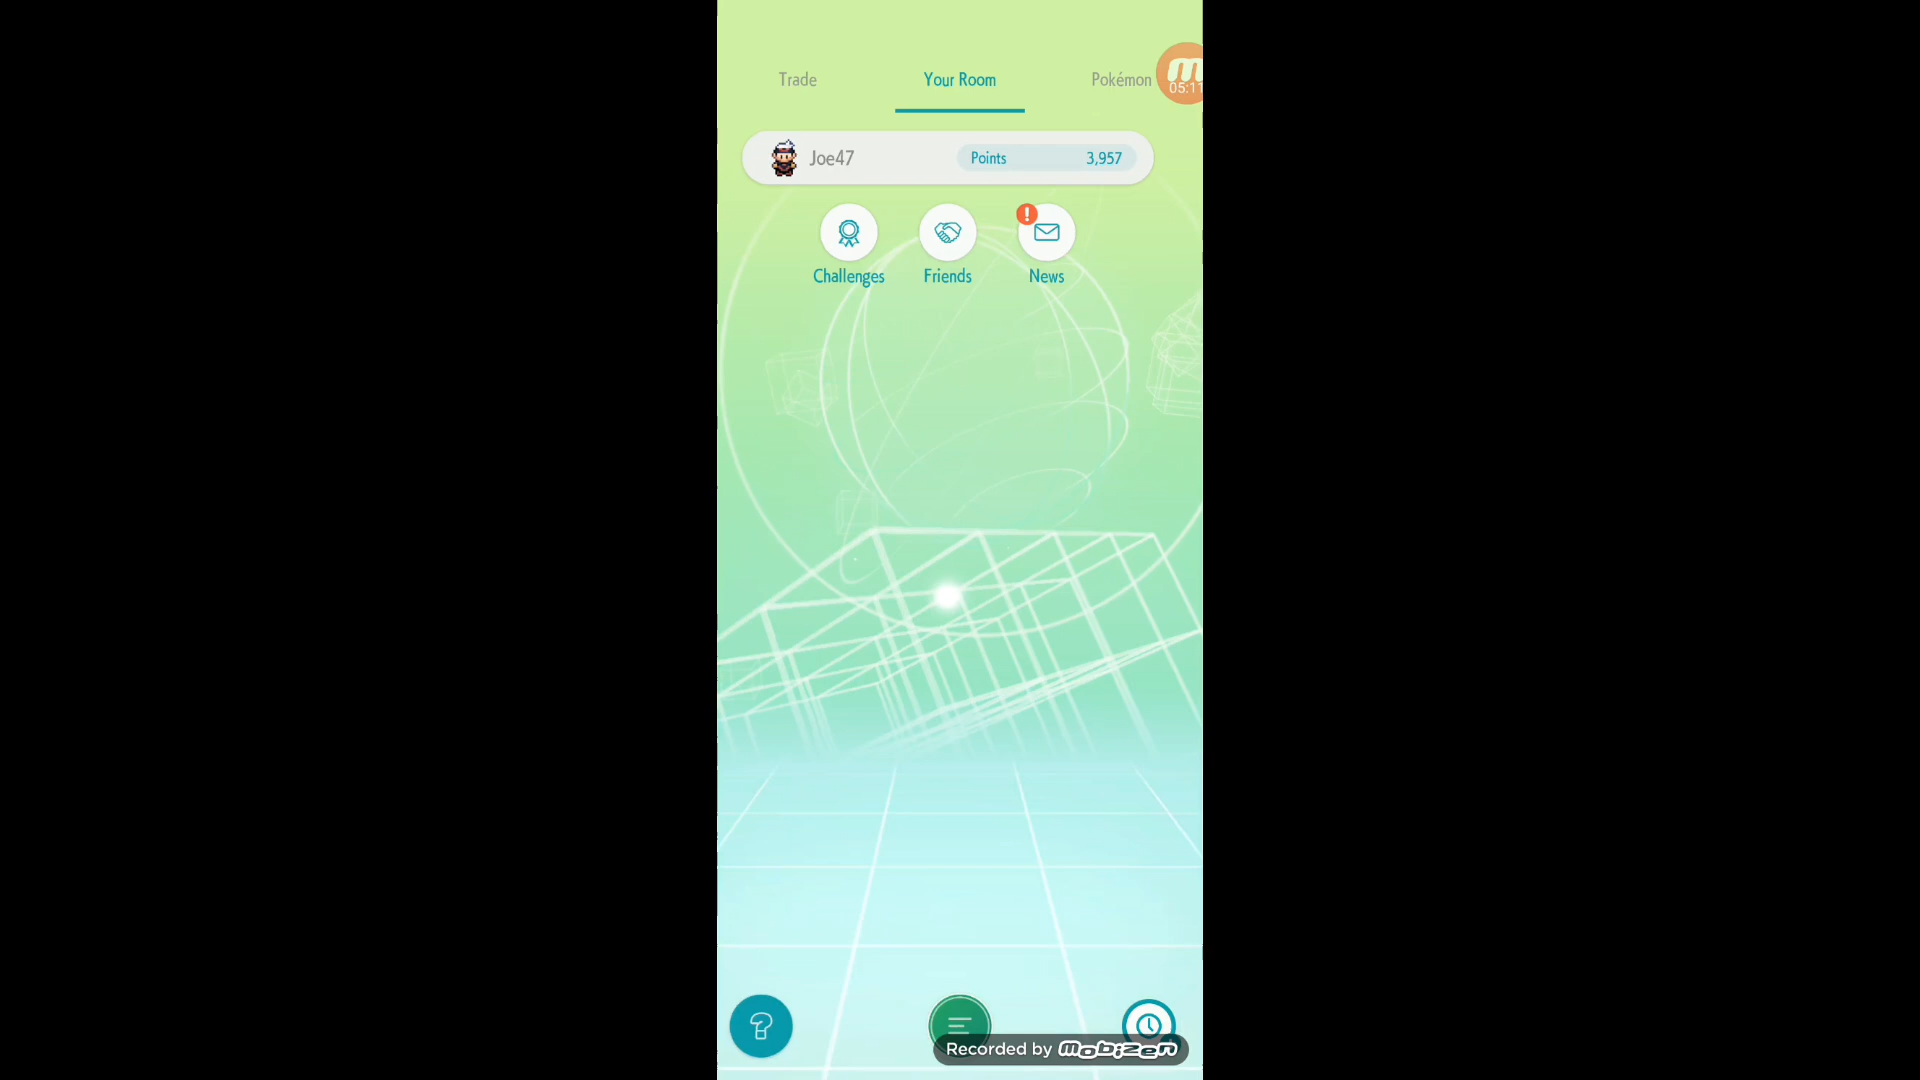 Trade
Your Room
Pokémon
05:11
Joe47
Points
3,957
!
Challenges
Friends
News
?
Recorded by mobizen